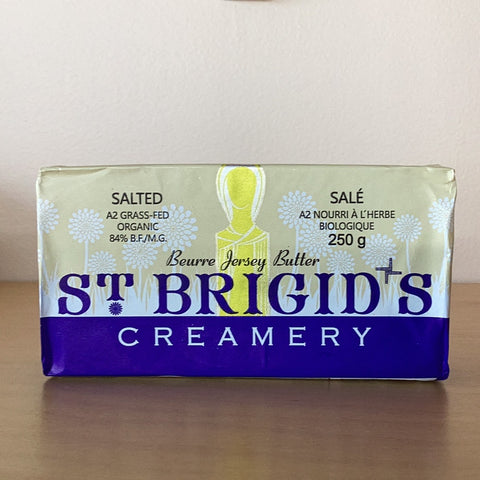 SALTED
A2 GRASS-FED
ORGANIC
84% B.F./M.G.
SALÉ
A2 NOURRI À L'HERBE
BIOLOGIQUE
250 g
Beurre Jersey Butter
ST. BRIGID'S
CREAMERY